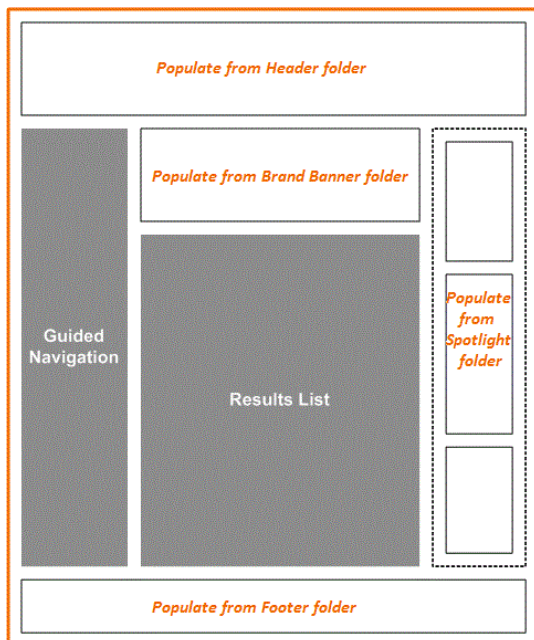 Populate from Header folder
Populate from Brand Banner folder
Guided
Navigation
Results List
Populate
from
Spotlight
folder
Populate from Footer folder